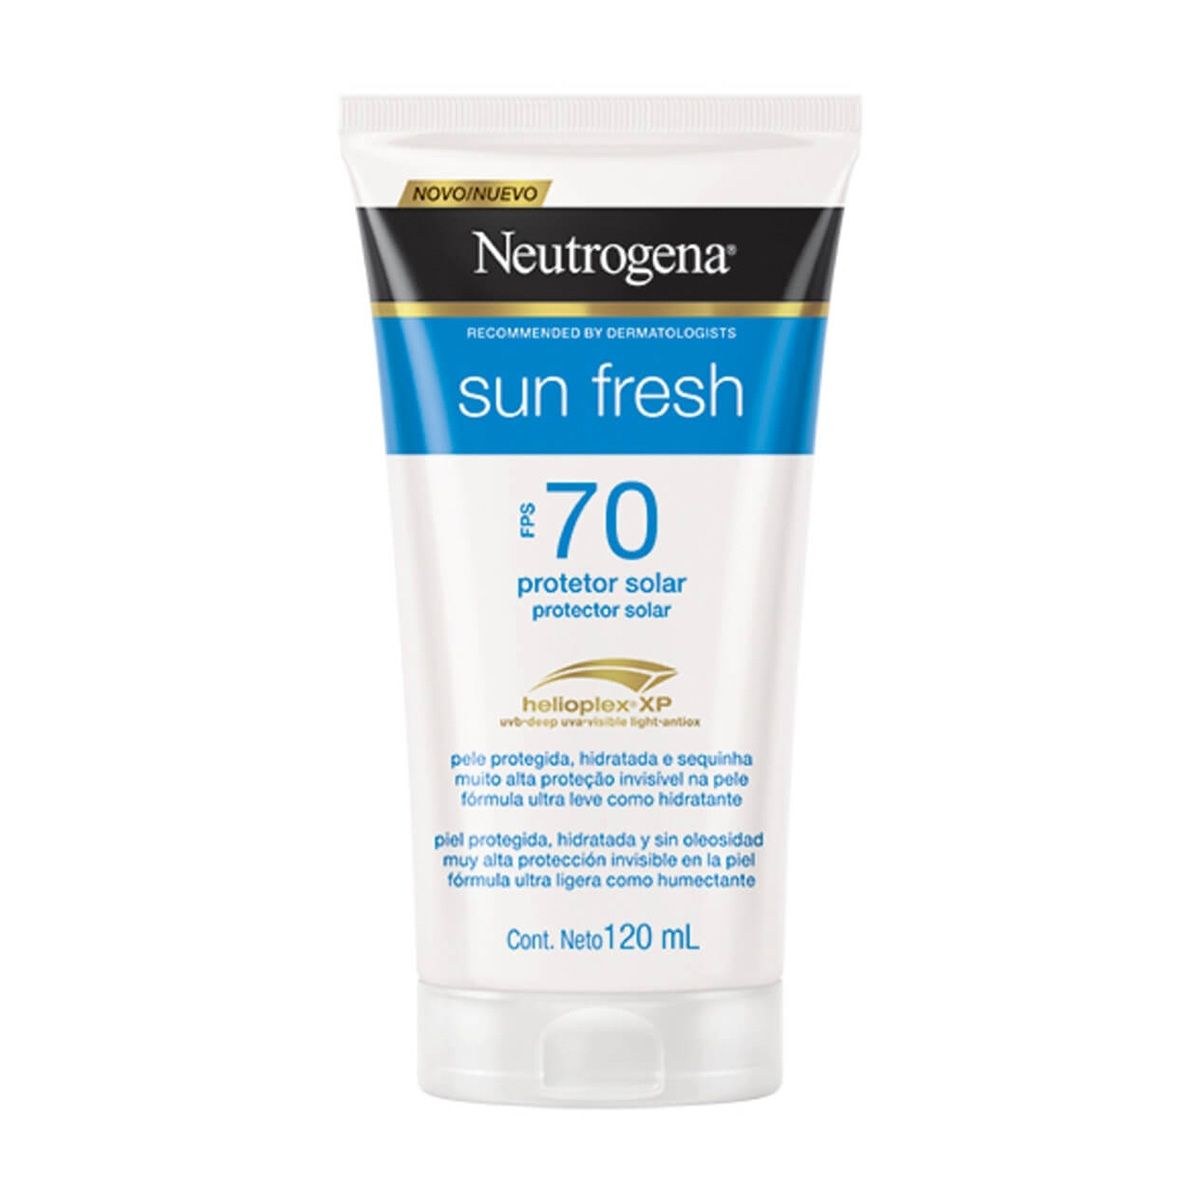 NOVO/NUEVO
Neutrogena®
RECOMMENDED BY DERMATOLOGISTS
sun fresh
FPS 70
protetor solar
protector solar
helioplex® XP
uvb-deep uva-visible light-antiox
pele protegida, hidratada e sequinha
muito alta proteção invisível na pele
fórmula ultra leve como hidratante
piel protegida, hidratada y sin oleosidad
muy alta protección invisible en la piel
fórmula ultra ligera como humectante
Cont. Neto 120 mL